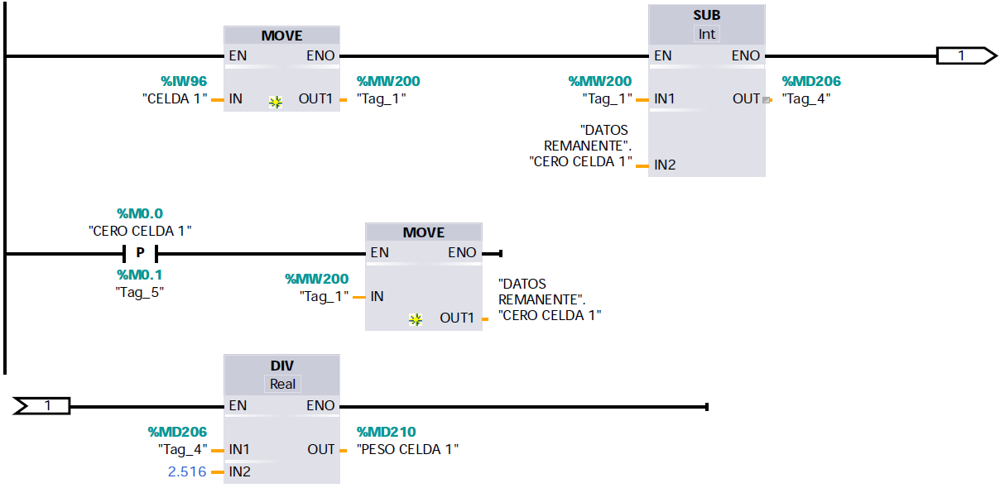 MOVE
EN ENO
%IW96
"CELDA 1"
IN OUT1
%MW200
"Tag_1"
SUB
Int
EN ENO
%MW200
"Tag_1"
IN1 OUT
%MD206
"Tag_4"
"DATOS
REMANENTE".
"CERO CELDA 1"
IN2
1
%M0.0
"CERO CELDA 1"
P
%M0.1
"Tag_5"
MOVE
EN ENO
%MW200
"Tag_1"
IN
OUT1
"DATOS
REMANENTE".
"CERO CELDA 1"
1
DIV
Real
EN ENO
%MD206
"Tag_4"
IN1 OUT
%MD210
"PESO CELDA 1"
2.516
IN2